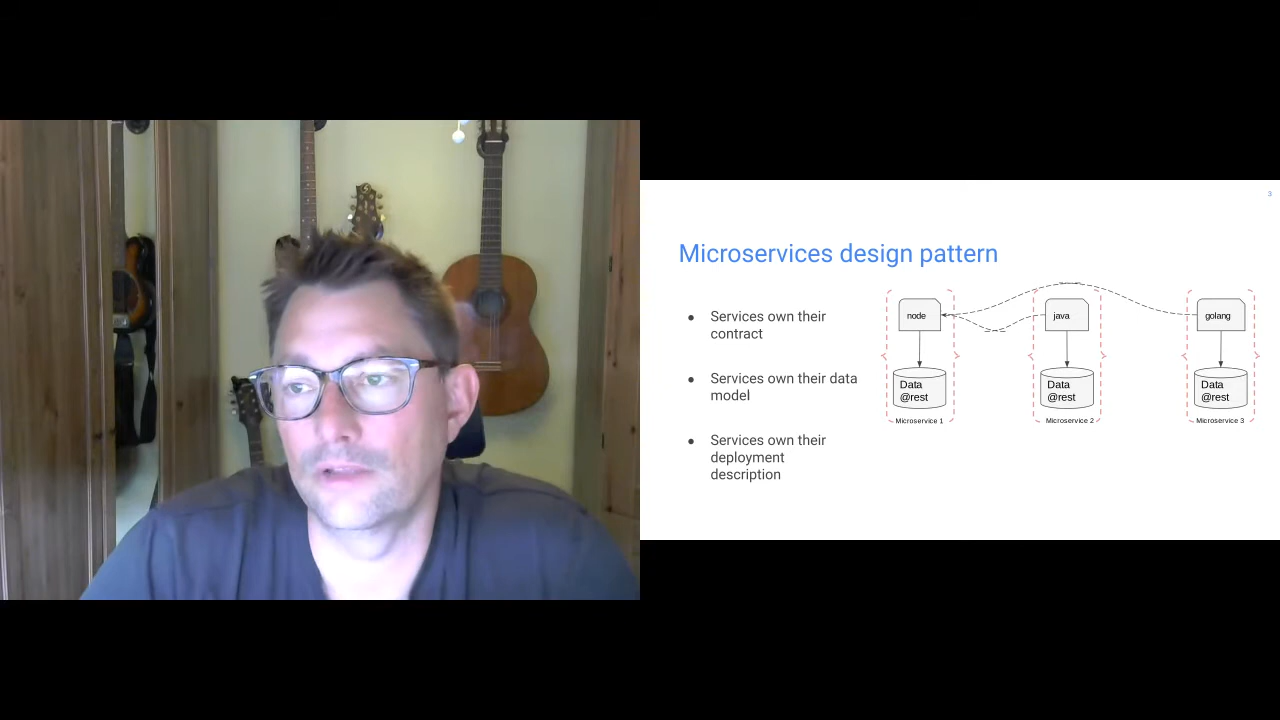 3
Microservices design pattern
● Services own their
contract
● Services own their data
model
● Services own their
deployment
description
node
java
golang
Data
@rest
Data
@rest
Data
@rest
Microservice 1
Microservice 2
Microservice 3